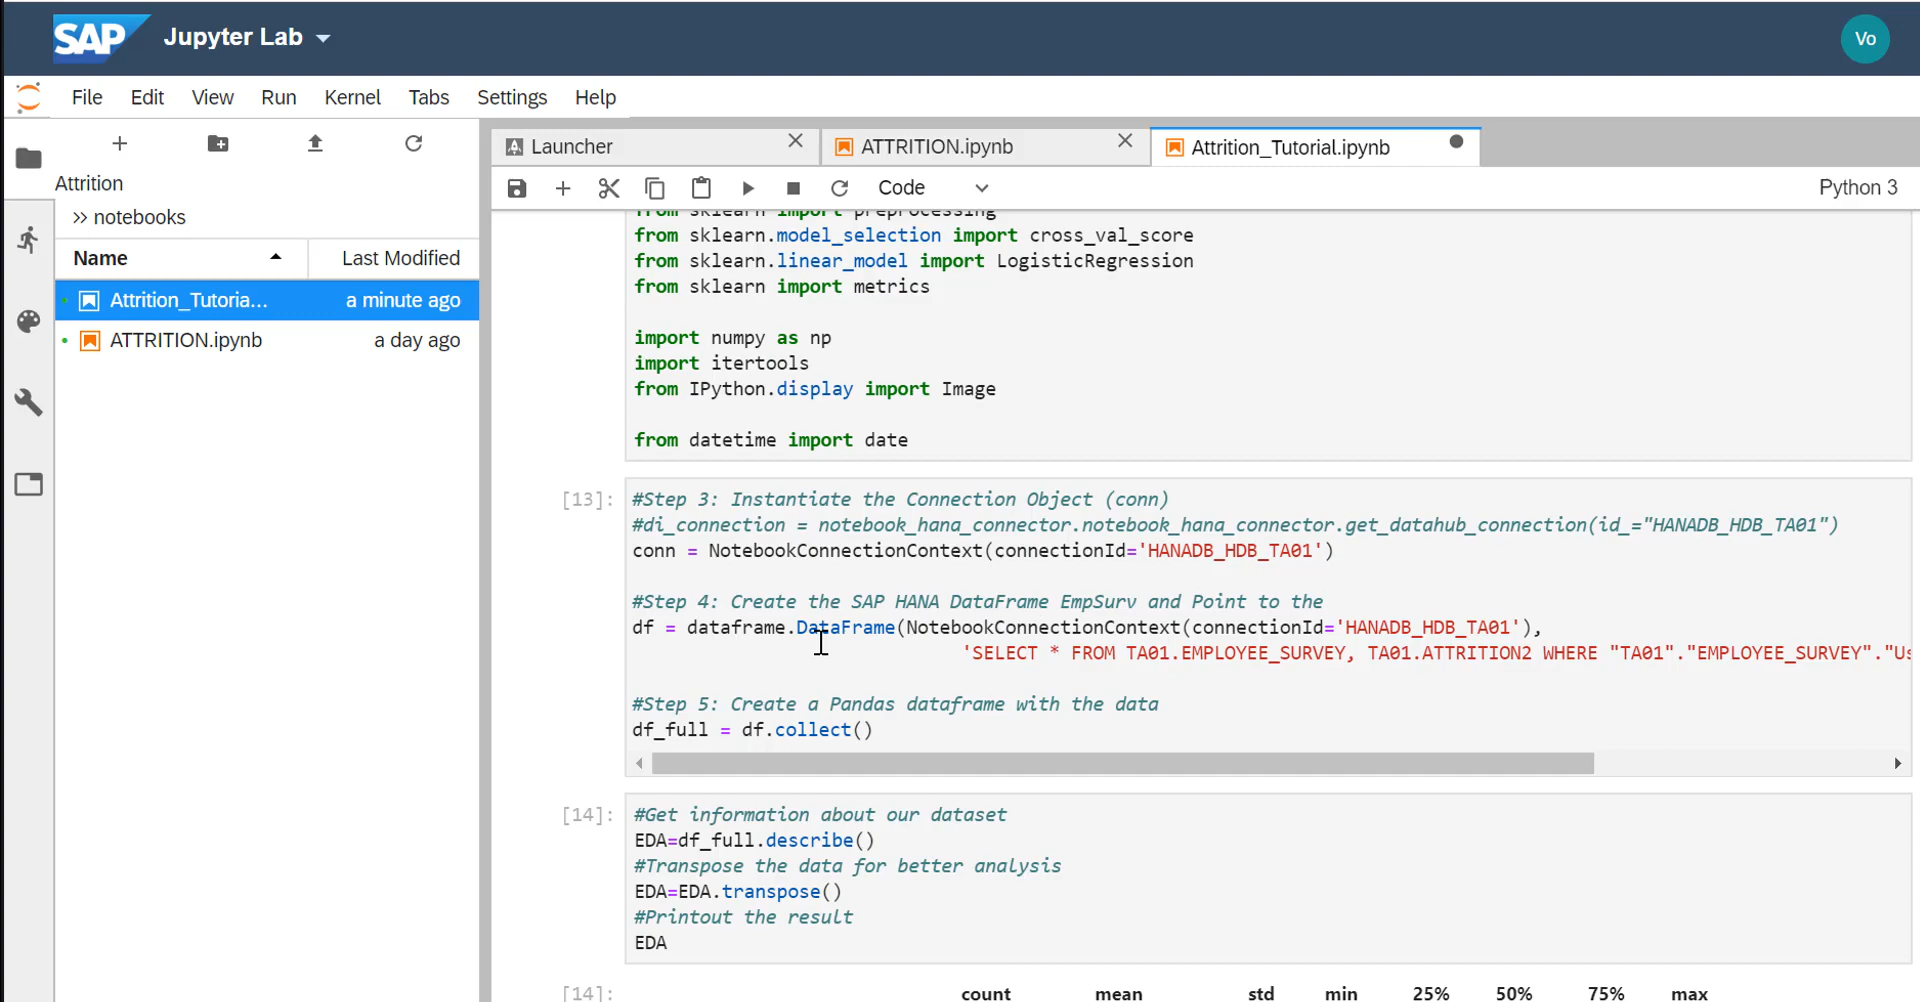 SAP Jupyter Lab
Vo
File Edit View Run Kernel Tabs Settings Help
Attrition
>> notebooks
Name Last Modified
Attrition_Tutoria... a minute ago
ATTRITION.ipynb a day ago
Launcher ATTRITION.ipynb Attrition_Tutorial.ipynb
Code Python 3
from sklearn import preprocessing
from sklearn.model_selection import cross_val_score
from sklearn.linear_model import LogisticRegression
from sklearn import metrics
import numpy as np
import itertools
from IPython.display import Image
from datetime import date
[13]:
#Step 3: Instantiate the Connection Object (conn)
#di_connection = notebook_hana_connector.notebook_hana_connector.get_datahub_connection(id_="HANADB_HDB_TA01")
conn = NotebookConnectionContext(connectionId='HANADB_HDB_TA01')
#Step 4: Create the SAP HANA DataFrame EmpSurv and Point to the
df = dataframe.DataFrame(NotebookConnectionContext(connectionId='HANADB_HDB_TA01'),
'SELECT * FROM TA01.EMPLOYEE_SURVEY, TA01.ATTRITION2 WHERE "TA01"."EMPLOYEE_SURVEY"."Us
#Step 5: Create a Pandas dataframe with the data
df_full = df.collect()
[14]:
#Get information about our dataset
EDA=df_full.describe()
#Transpose the data for better analysis
EDA=EDA.transpose()
#Printout the result
EDA
[14]:
count mean std min 25% 50% 75% max